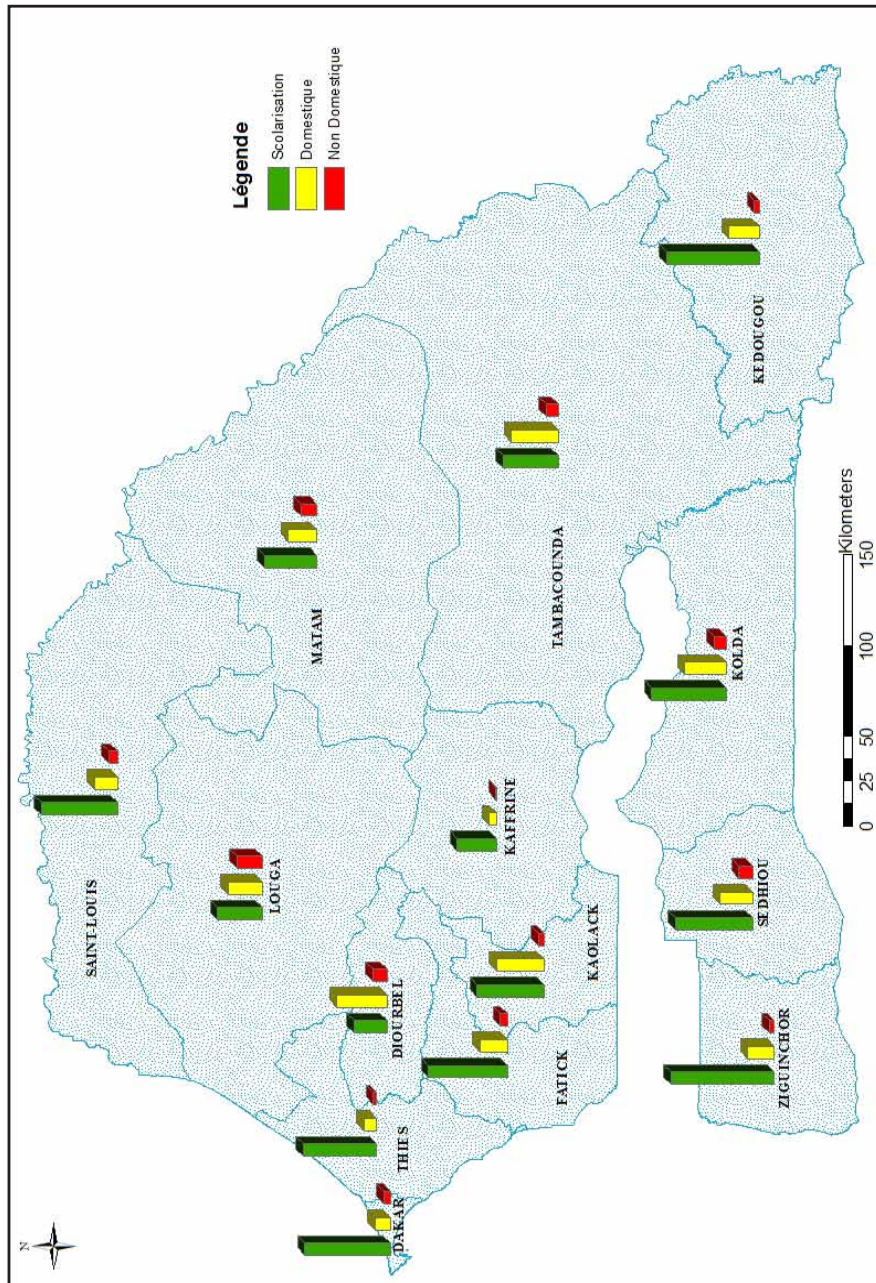 N
Légende
Scolarisation
Domestique
Non Domestique
SAINT-LOUIS
LOUGA
MATAM
DAKAR
THIES
DIOURBEL
FATICK
KAOLACK
KAFFRINE
TAMBACOUNDA
ZIGUINCHOR
SEDHIOU
KOLDA
KEDOUGOU
0 25 50 100 150
Kilometers